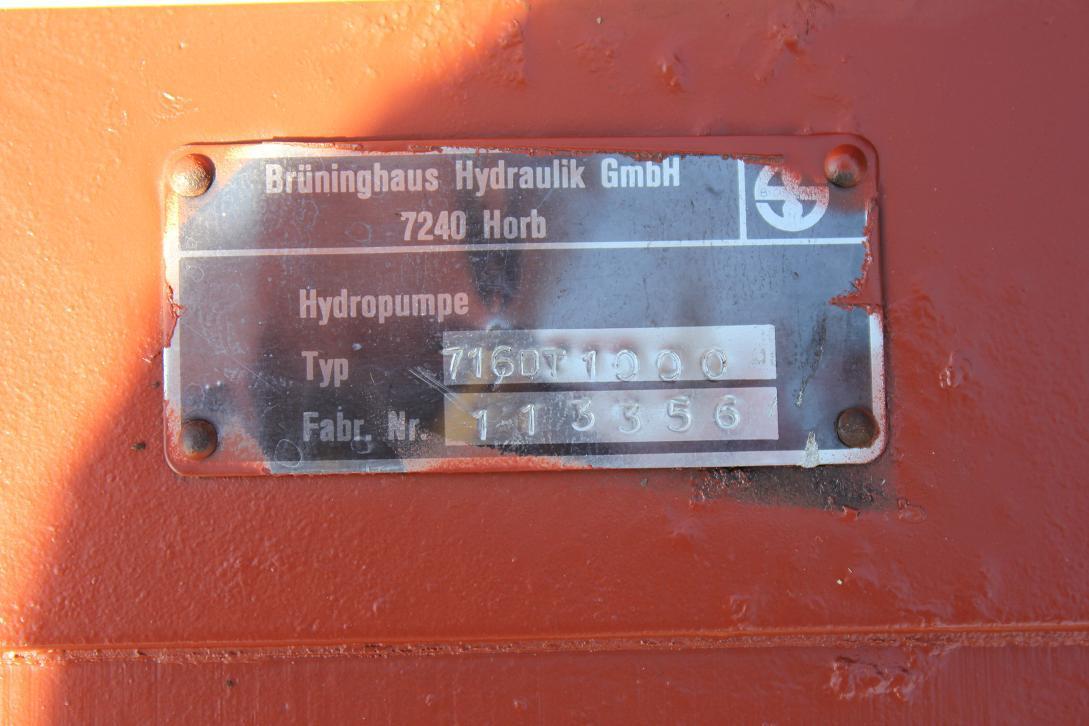 Brüninghaus Hydraulik GmbH
7240 Horb
Hydropumpe
Typ 716DT1000
Fabr. Nr. 113356